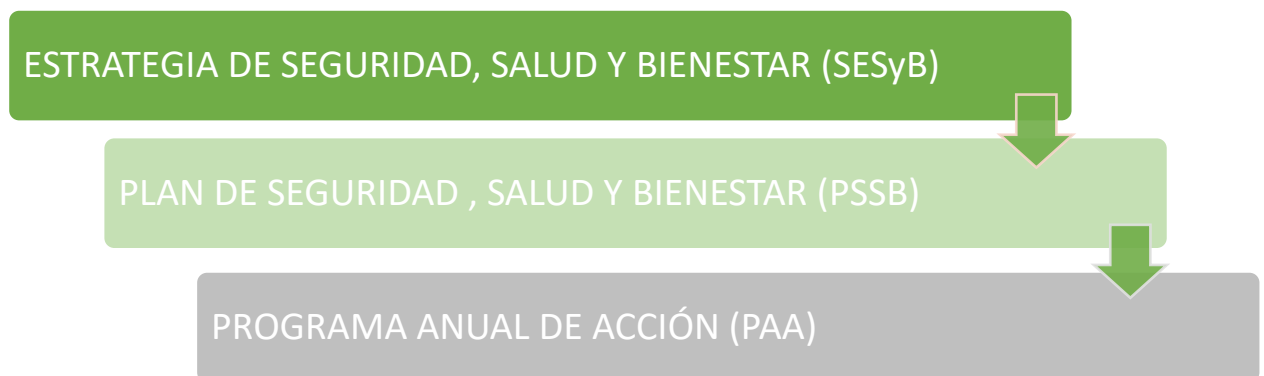 ESTRATEGIA DE SEGURIDAD, SALUD Y BIENESTAR (SESyB)
PLAN DE SEGURIDAD , SALUD Y BIENESTAR (PSSB)
PROGRAMA ANUAL DE ACCIÓN (PAA)